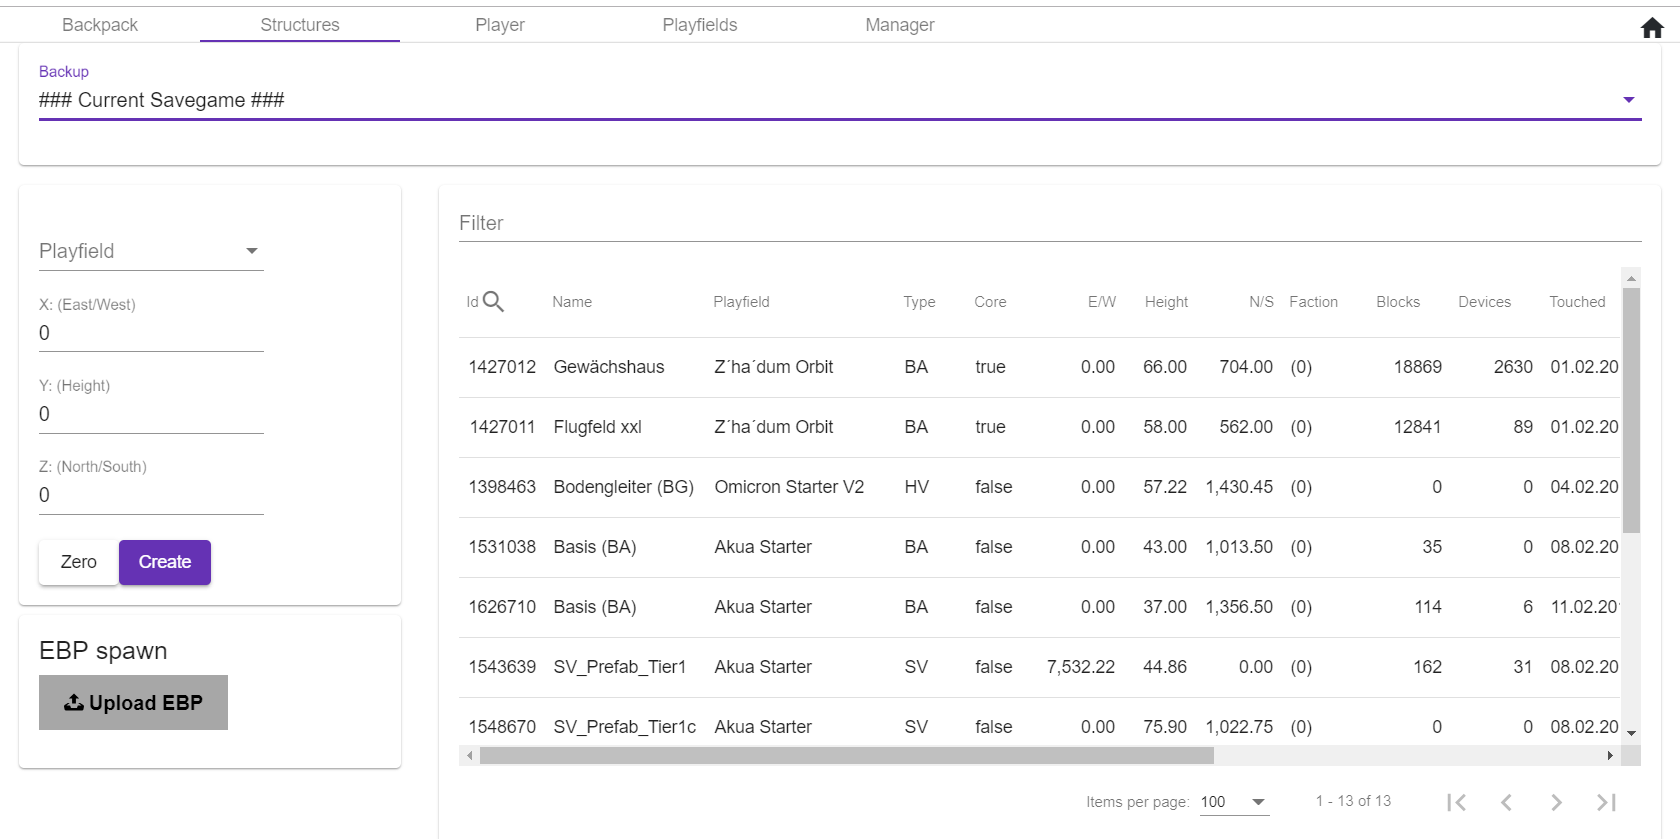 Backpack Structures Player Playfields Manager
Backup
### Current Savegame ###
Playfield
X: (East/West)
0
Y: (Height)
0
Z: (North/South)
0
Zero Create
EBP spawn
Upload EBP
Filter
Id Name Playfield Type Core E/W Height N/S Faction Blocks Devices Touched
1427012 Gewächshaus Z´ha´dum Orbit BA true 0.00 66.00 704.00 (0) 18869 2630 01.02.20
1427011 Flugfeld xxl Z´ha´dum Orbit BA true 0.00 58.00 562.00 (0) 12841 89 01.02.20
1398463 Bodengleiter (BG) Omicron Starter V2 HV false 0.00 57.22 1,430.45 (0) 0 0 04.02.20
1531038 Basis (BA) Akua Starter BA false 0.00 43.00 1,013.50 (0) 35 0 08.02.20
1626710 Basis (BA) Akua Starter BA false 0.00 37.00 1,356.50 (0) 114 6 11.02.20
1543639 SV_Prefab_Tier1 Akua Starter SV false 7,532.22 44.86 0.00 (0) 162 31 08.02.20
1548670 SV_Prefab_Tier1c Akua Starter SV false 0.00 75.90 1,022.75 (0) 0 0 08.02.20
Items per page: 100 1 - 13 of 13